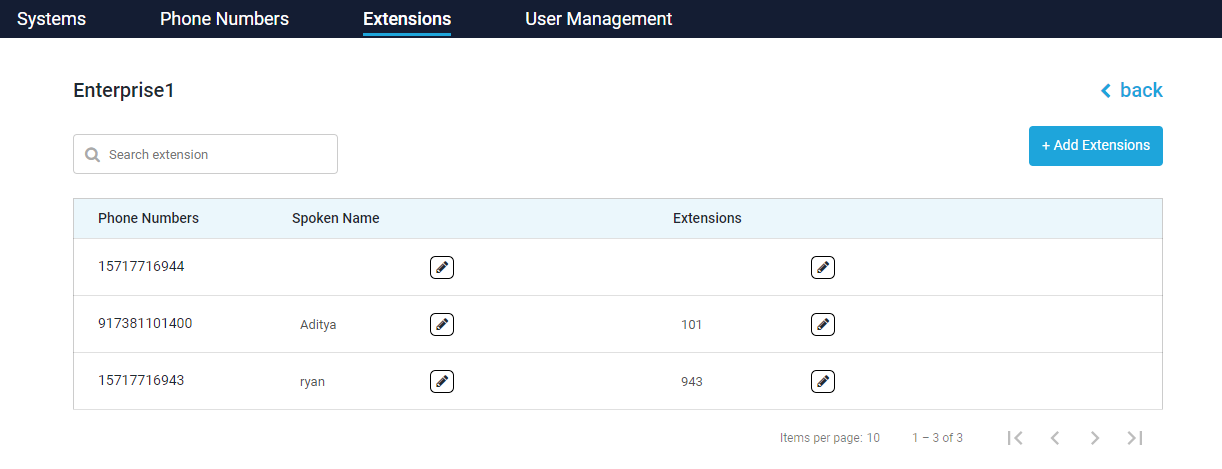 Systems Phone Numbers Extensions User Management
Enterprise1 back
Search extension + Add Extensions
Phone Numbers Spoken Name Extensions
15717716944
917381101400 Aditya 101
15717716943 ryan 943
Items per page: 10 1 – 3 of 3